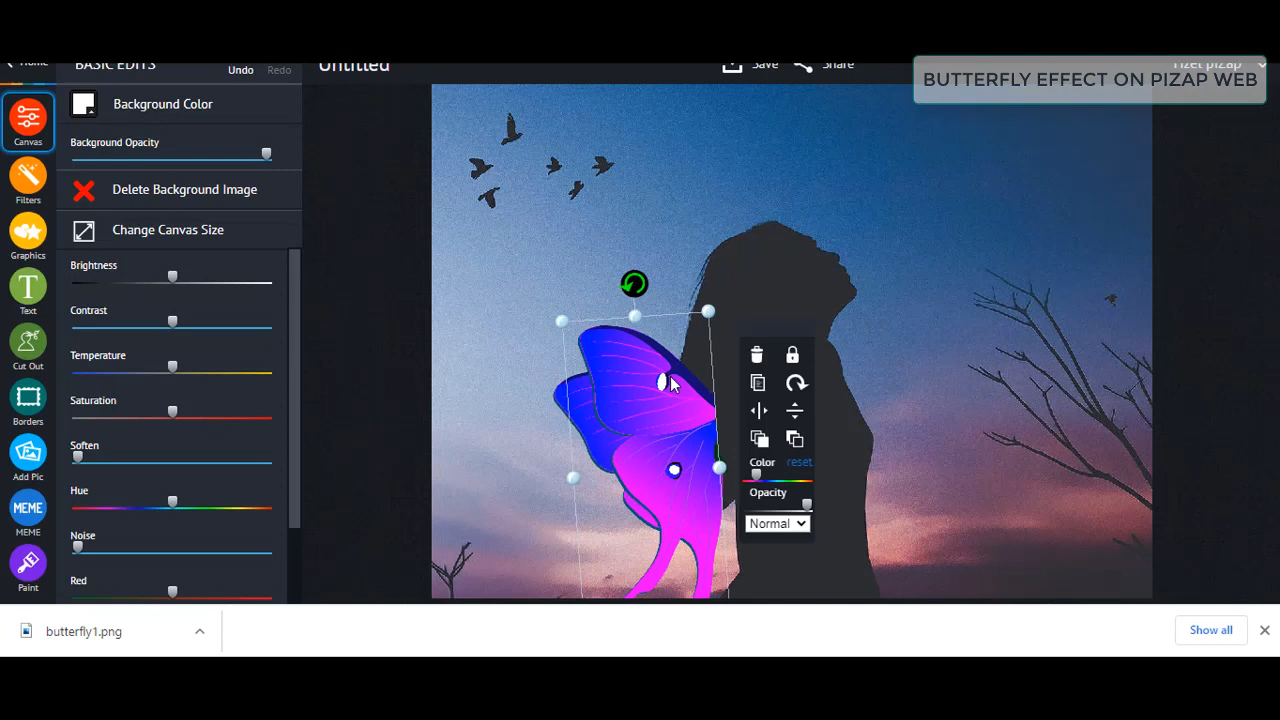 Home
BASIC EDITS
Undo
Redo
Untitled
Save
Share
BUTTERFLY EFFECT ON PIZAP WEB
Canvas
Filters
Graphics
Text
Cut Out
Borders
Add Pic
MEME
MEME
Paint
T
Background Color
Background Opacity
Delete Background Image
Change Canvas Size
Brightness
Contrast
Temperature
Saturation
Soften
Hue
Noise
Red
Color
reset
Opacity
Normal
butterfly1.png
Show all